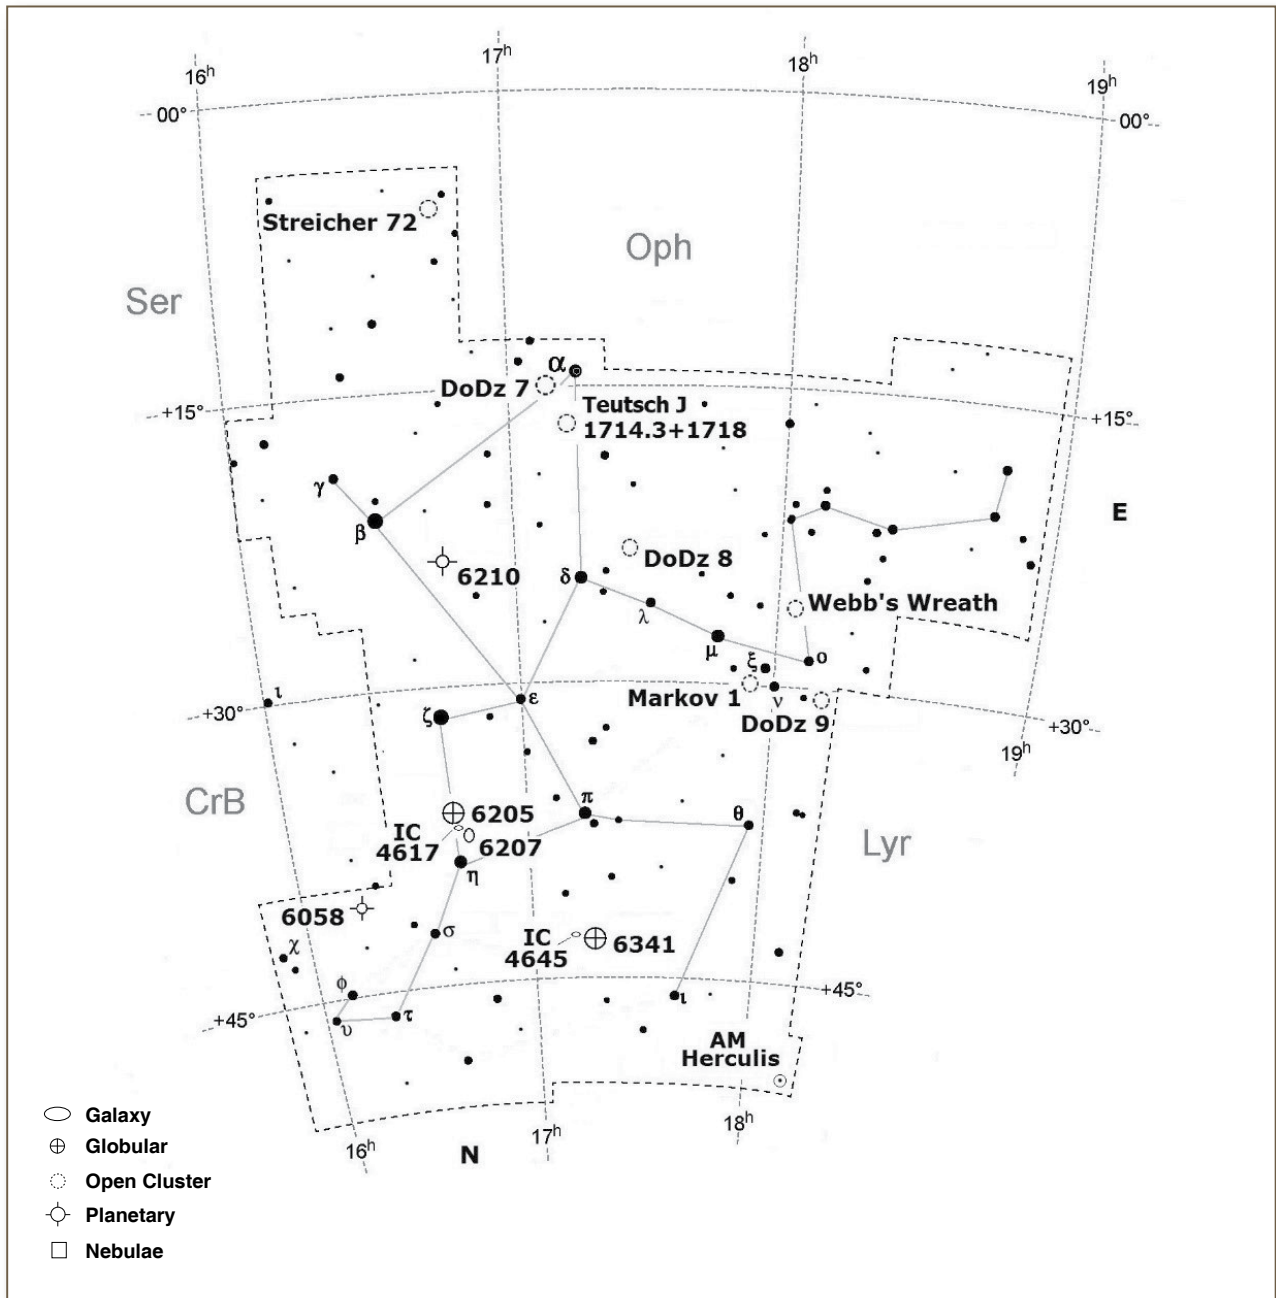 16h
17h
18h
19h
00°
00°
Streicher 72
Oph
Ser
α
DoDz 7
Teutsch J
1714.3+1718
+15°
+15°
γ
β
E
6210
δ
DoDz 8
λ
Webb's Wreath
μ
ξ
ο
ι
+30°
ζ
ε
Markov 1
ν
DoDz 9
+30°
19h
CrB
π
6205
θ
IC
4617
6207
Lyr
η
6058
σ
χ
IC
4645
6341
φ
+45°
+45°
υ
τ
ι
AM
Herculis
16h
17h
18h
N
Galaxy
Globular
Open Cluster
Planetary
Nebulae